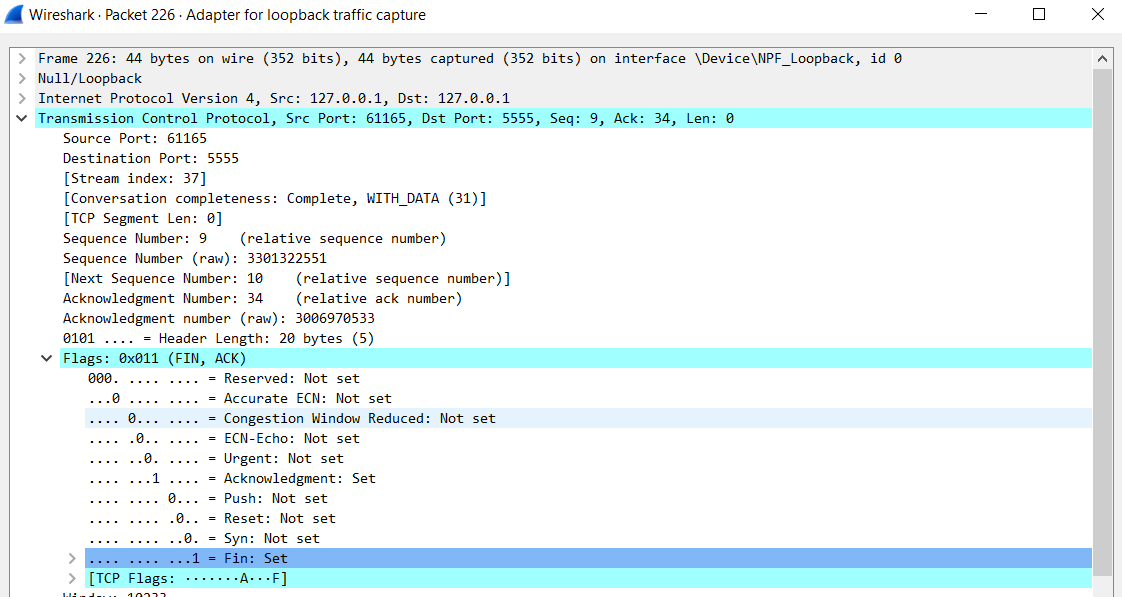 Wireshark · Packet 226 · Adapter for loopback traffic capture
Frame 226: 44 bytes on wire (352 bits), 44 bytes captured (352 bits) on interface \Device\NPF_Loopback, id 0
Null/Loopback
Internet Protocol Version 4, Src: 127.0.0.1, Dst: 127.0.0.1
Transmission Control Protocol, Src Port: 61165, Dst Port: 5555, Seq: 9, Ack: 34, Len: 0
Source Port: 61165
Destination Port: 5555
[Stream index: 37]
[Conversation completeness: Complete, WITH_DATA (31)]
[TCP Segment Len: 0]
Sequence Number: 9    (relative sequence number)
Sequence Number (raw): 3301322551
[Next Sequence Number: 10    (relative sequence number)]
Acknowledgment Number: 34    (relative ack number)
Acknowledgment number (raw): 3006970533
0101 .... = Header Length: 20 bytes (5)
Flags: 0x011 (FIN, ACK)
000. .... .... = Reserved: Not set
...0 .... .... = Accurate ECN: Not set
.... 0... .... = Congestion Window Reduced: Not set
.... .0.. .... = ECN-Echo: Not set
.... ..0. .... = Urgent: Not set
.... ...1 .... = Acknowledgment: Set
.... .... 0... = Push: Not set
.... .... .0.. = Reset: Not set
.... .... ..0. = Syn: Not set
.... .... ...1 = Fin: Set
[TCP Flags: ·······A···F]
Window: 10233